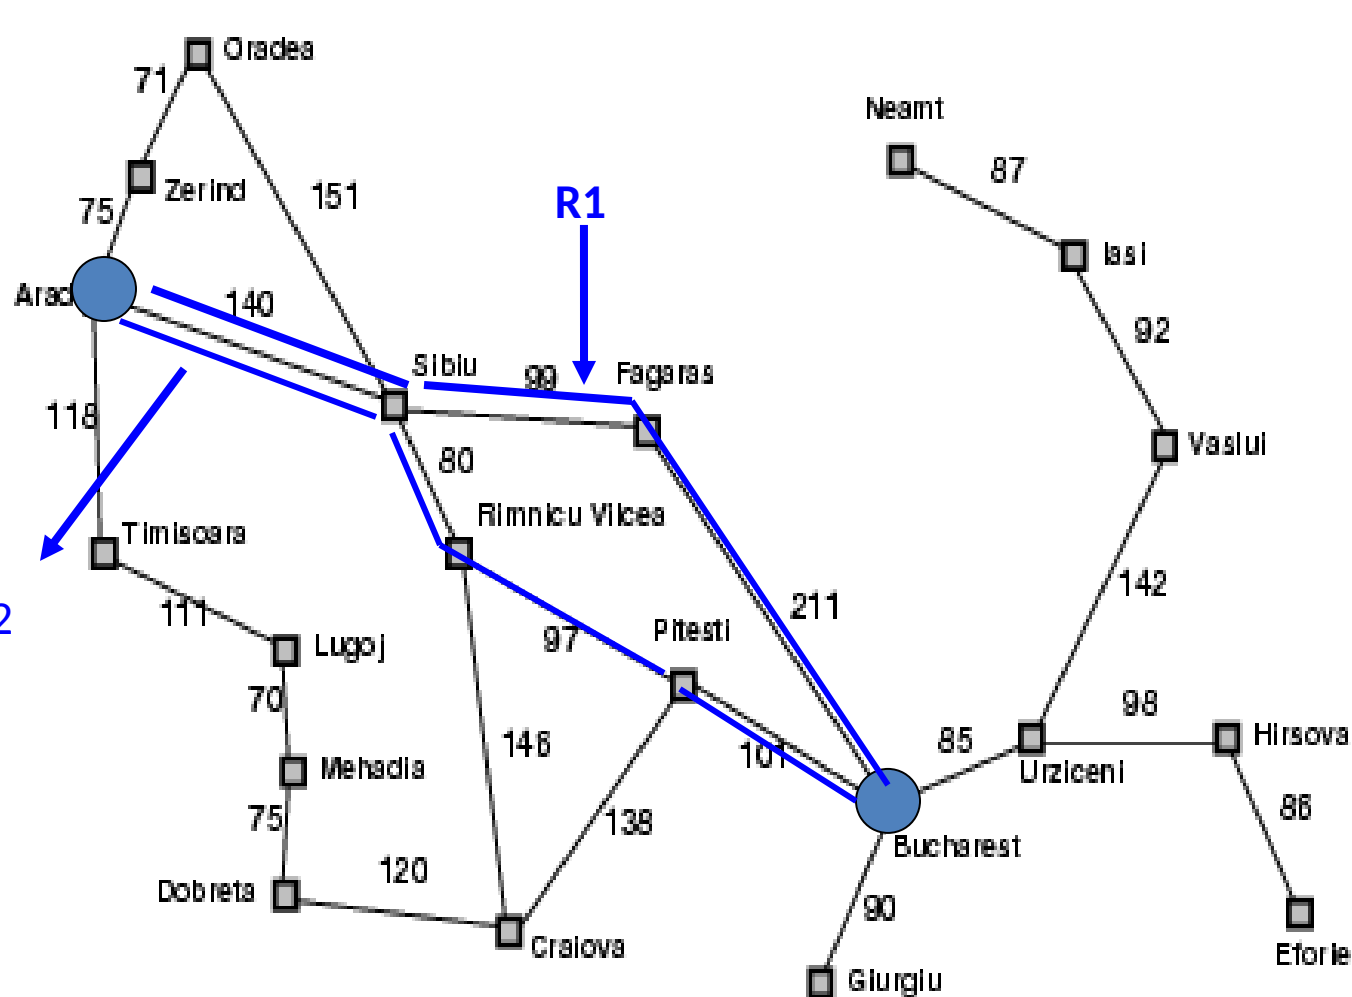 Oradea
71
Neamt
87
Zerind
151
R1
75
Iasi
Arad
140
92
Sibiu
99
Fagaras
118
80
Vaslui
Rimnicu Vilcea
Timisoara
142
111
211
2
97
Pitesti
Lugoj
70
98
Hirsova
146
101
85
Mehadia
Urziceni
75
138
86
Bucharest
120
Dobreta
90
Craiova
Eforie
Giurgiu